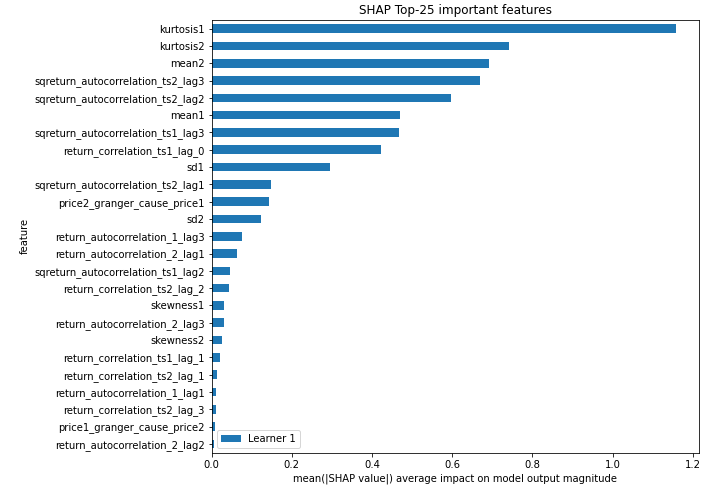 SHAP Top-25 important features
kurtosis1
kurtosis2
mean2
sqreturn_autocorrelation_ts2_lag3
sqreturn_autocorrelation_ts2_lag2
mean1
sqreturn_autocorrelation_ts1_lag3
return_correlation_ts1_lag_0
sd1
sqreturn_autocorrelation_ts2_lag1
price2_granger_cause_price1
sd2
return_autocorrelation_1_lag3
return_autocorrelation_2_lag1
sqreturn_autocorrelation_ts1_lag2
return_correlation_ts2_lag_2
skewness1
return_autocorrelation_2_lag3
skewness2
return_correlation_ts1_lag_1
return_correlation_ts2_lag_1
return_autocorrelation_1_lag1
return_correlation_ts2_lag_3
price1_granger_cause_price2
return_autocorrelation_2_lag2
feature
Learner 1
0.0 0.2 0.4 0.6 0.8 1.0 1.2
mean(|SHAP value|) average impact on model output magnitude